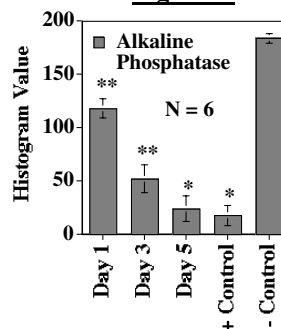 200
150
100
50
0
Histogram Value
Alkaline
Phosphatase
N = 6
**
**
*
*
Day 1
Day 3
Day 5
+ Control
- Control